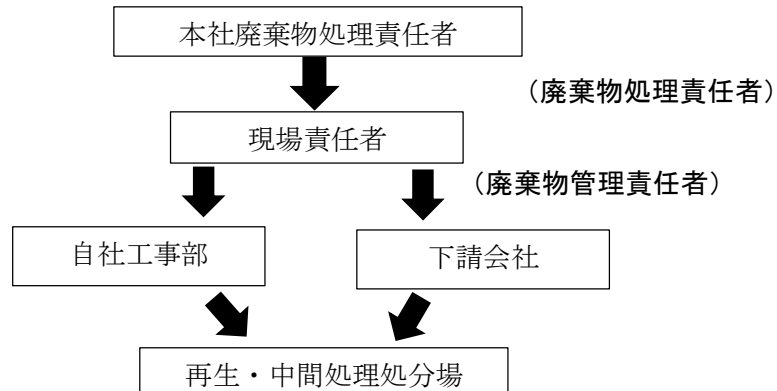 本社廃棄物処理責任者
（廃棄物処理責任者）
現場責任者
（廃棄物管理責任者）
自社工事部
下請会社
再生・中間処理処分場